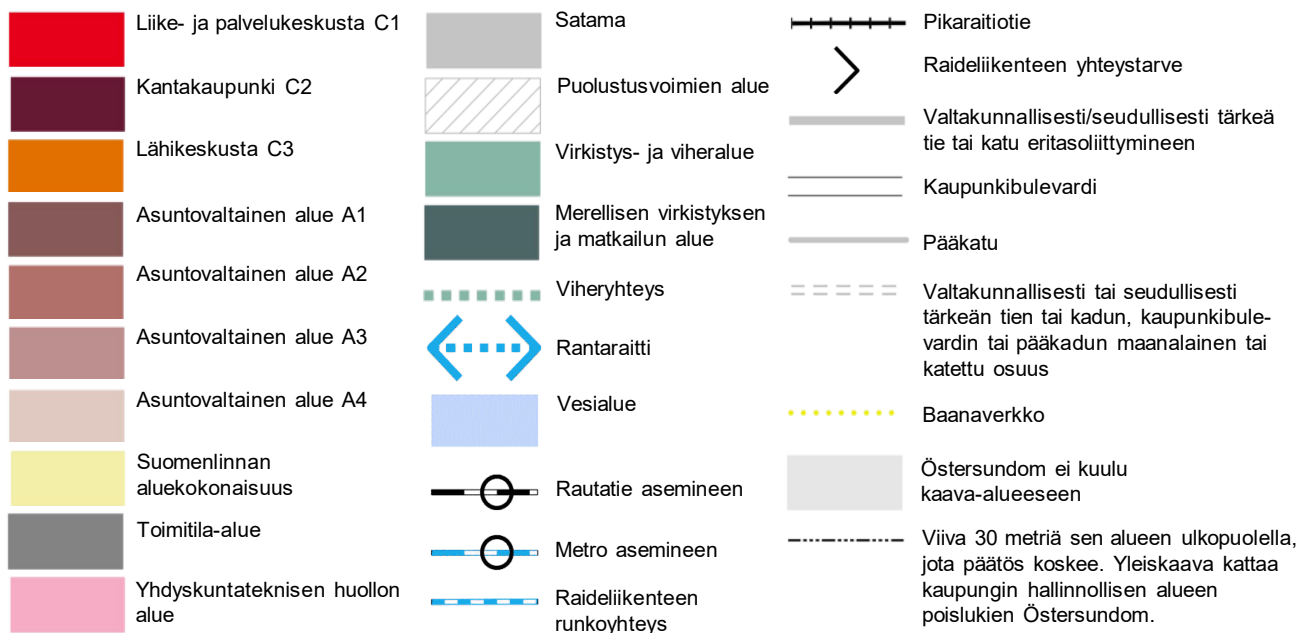 Liike- ja palvelukeskusta C1
Kantakaupunki C2
Lähikeskusta C3
Asuntovaltainen alue A1
Asuntovaltainen alue A2
Asuntovaltainen alue A3
Asuntovaltainen alue A4
Suomenlinnan
aluekokonaisuus
Toimitila-alue
Yhdyskuntateknisen huollon
alue
Satama
Puolustusvoimien alue
Virkistys- ja viheralue
Merellisen virkistyksen
ja matkailun alue
Viheryhteys
Rantaraitti
Vesialue
Rautatie asemineen
Metro asemineen
Raideliikenteen
runkoyhteys
Pikaraitiotie
Raideliikenteen yhteystarve
Valtakunnallisesti/seudullisesti tärkeä
tie tai katu eritasoliittymineen
Kaupunkibulevardi
Pääkatu
Valtakunnallisesti tai seudullisesti
tärkeän tien tai kadun, kaupunkibule-
vardin tai pääkadun maanalainen tai
katettu osuus
Baanaverkko
Östersundom ei kuulu
kaava-alueeseen
Viiva 30 metriä sen alueen ulkopuolella,
jota päätös koskee. Yleiskaava kattaa
kaupungin hallinnollisen alueen
poislukien Östersundom.